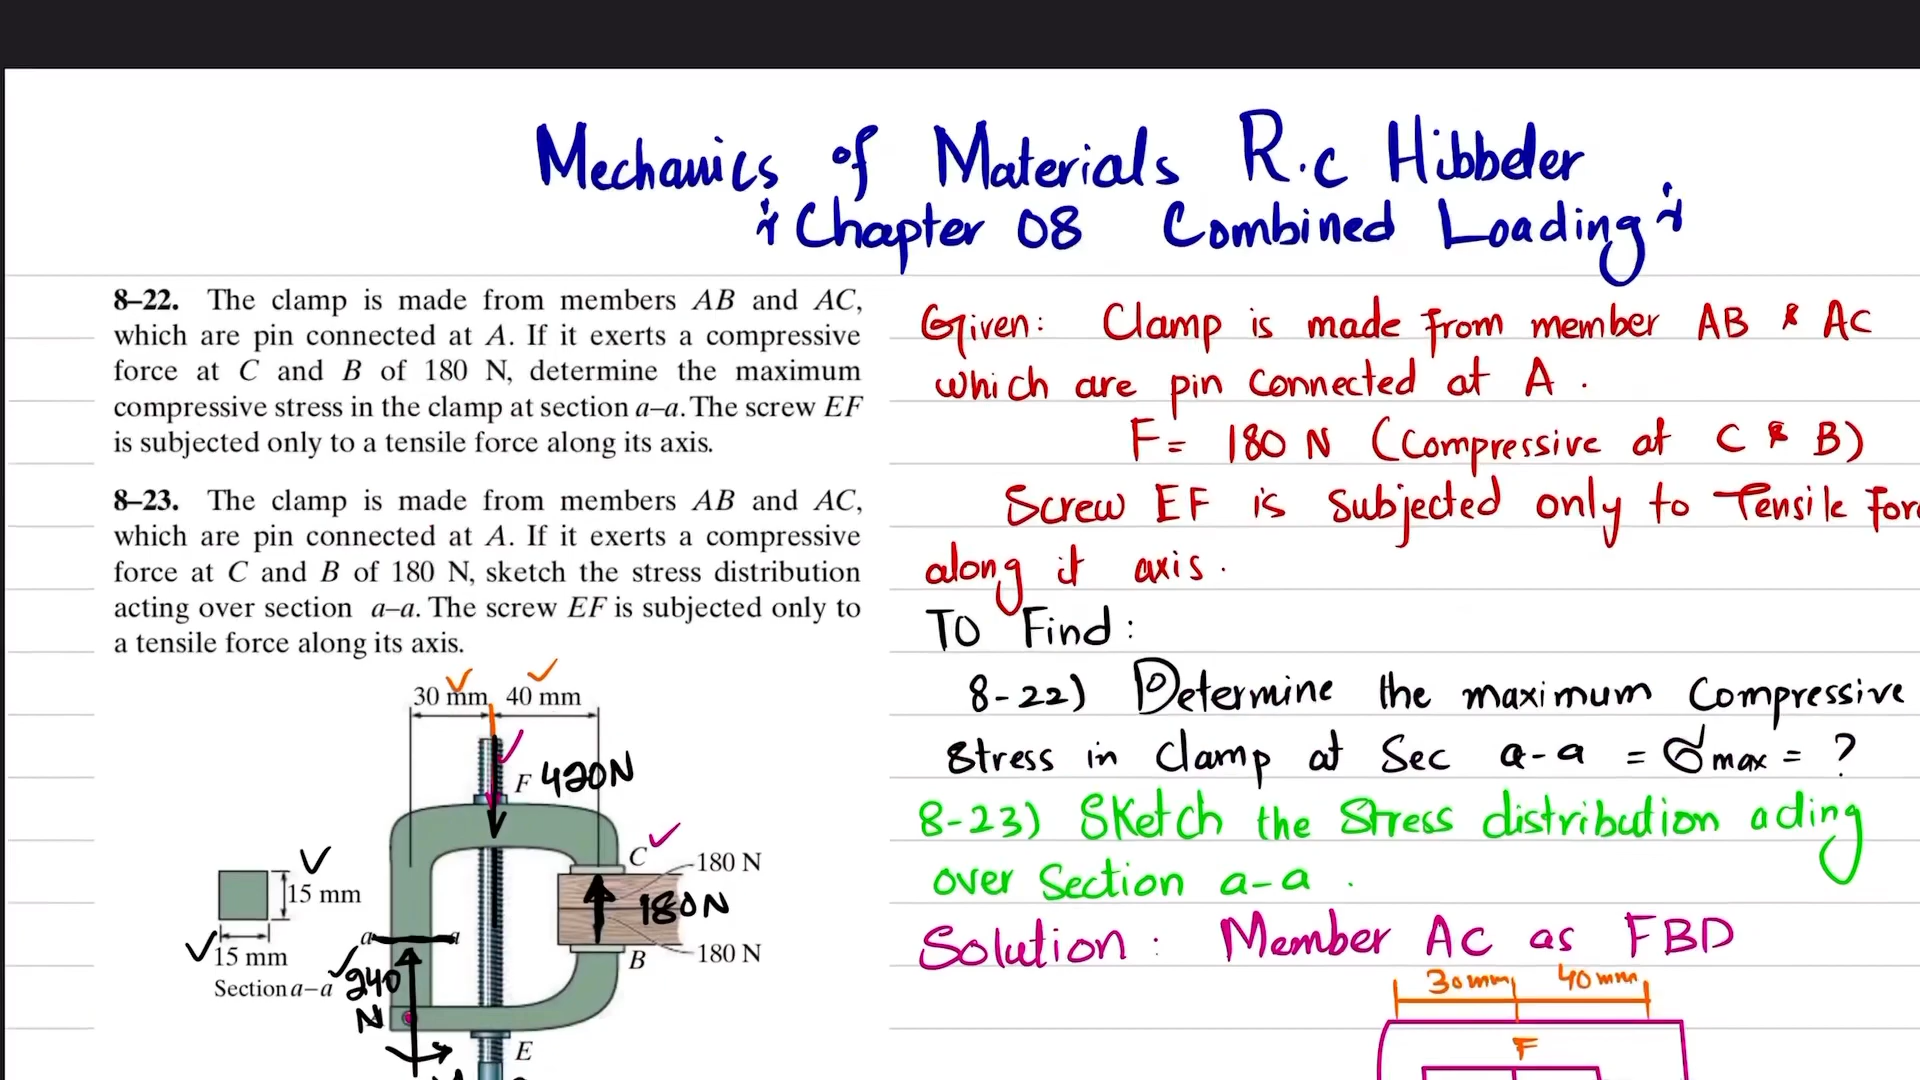 Mechanics of Materials R.C Hibbeler
Chapter 08 Combined Loading
8–22. The clamp is made from members AB and AC,
which are pin connected at A. If it exerts a compressive
force at C and B of 180 N, determine the maximum
compressive stress in the clamp at section a–a. The screw EF
is subjected only to a tensile force along its axis.
8–23. The clamp is made from members AB and AC,
which are pin connected at A. If it exerts a compressive
force at C and B of 180 N, sketch the stress distribution
acting over section a–a. The screw EF is subjected only to
a tensile force along its axis.
30 mm 40 mm
F 420N
C
180 N
180N
180 N
B
15 mm
a a
15 mm
Section a–a
240
N
E
Given: Clamp is made from member AB & AC
which are pin connected at A.
F= 180 N (Compressive at C & B)
Screw EF is subjected only to Tensile For
along it axis.
To Find:
8-22) Determine the maximum Compressive
Stress in Clamp at Sec a-a = σmax = ?
8-23) Sketch the Stress distribution acting
over Section a-a.
Solution: Member AC as FBD
30mm 40mm
F